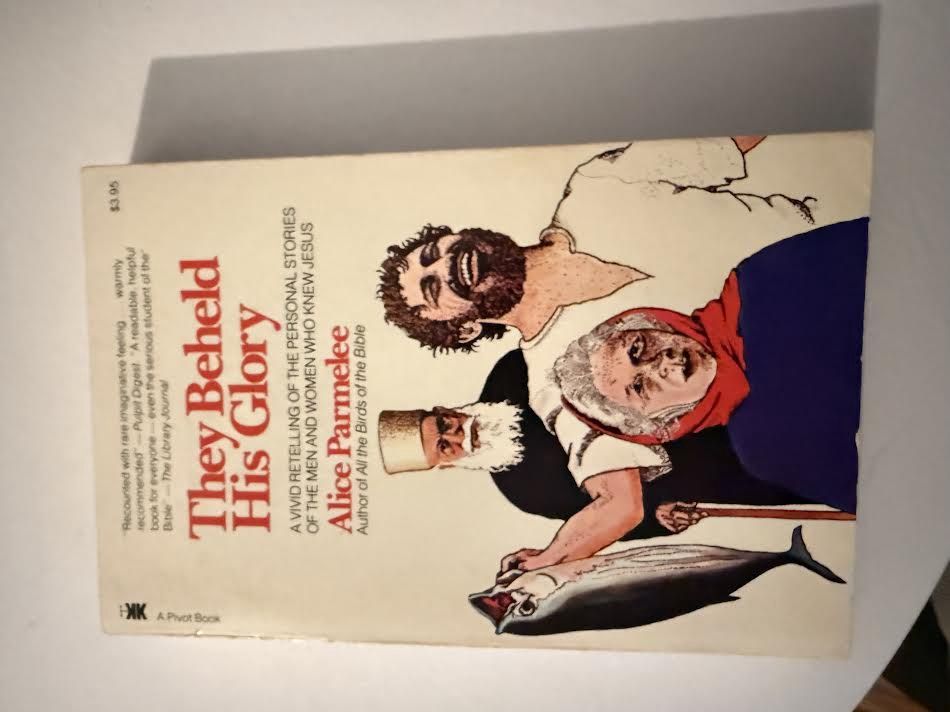 $3.95
"Recounted with rare imaginative feeling ... warmly
recommended" — Pulpit Digest "A readable, helpful
book for everyone — even the serious student of the"
Bible — The Library Journal
They Beheld
His Glory
A VIVID RETELLING OF THE PERSONAL STORIES
OF THE MEN AND WOMEN WHO KNEW JESUS
Alice Parmelee
Author of All the Birds of the Bible
A Pivot Book